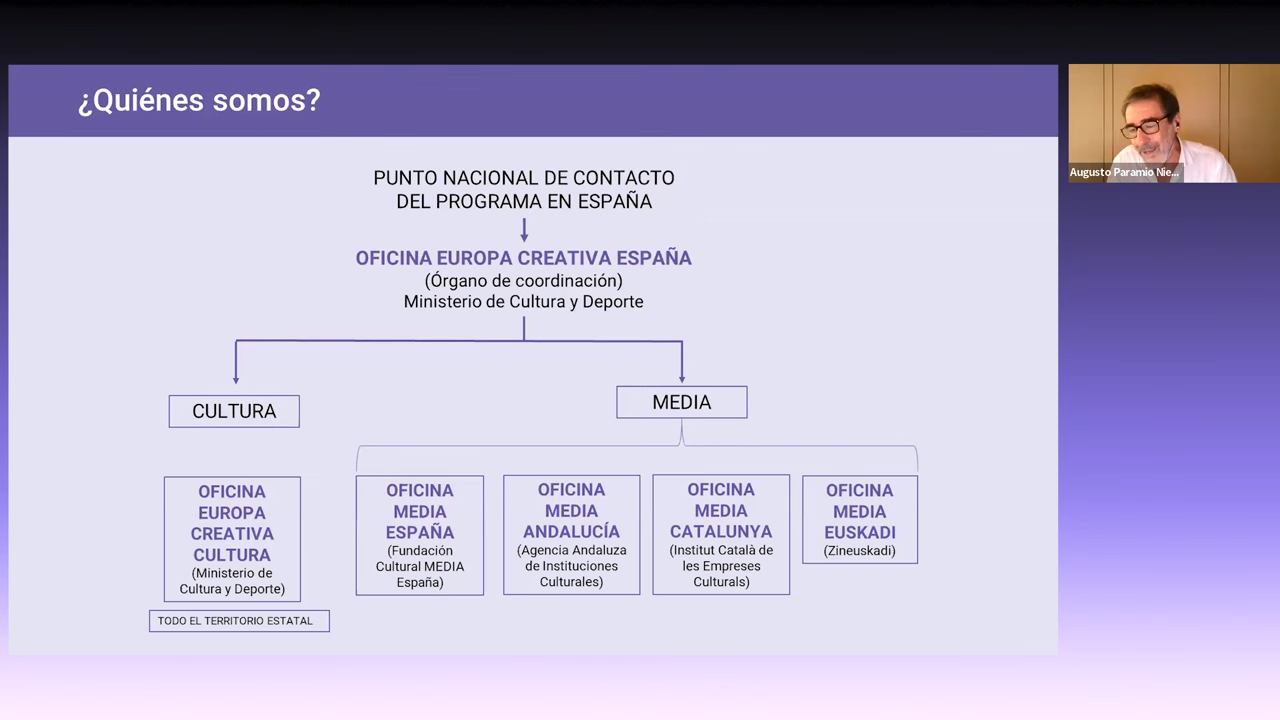 ¿Quiénes somos?
Augusto Paramio Nie...
PUNTO NACIONAL DE CONTACTO
DEL PROGRAMA EN ESPAÑA
OFICINA EUROPA CREATIVA ESPAÑA
(Órgano de coordinación)
Ministerio de Cultura y Deporte
CULTURA
MEDIA
OFICINA
EUROPA
CREATIVA
CULTURA
(Ministerio de
Cultura y Deporte)
TODO EL TERRITORIO ESTATAL
OFICINA
MEDIA
ESPAÑA
(Fundación
Cultural MEDIA
España)
OFICINA
MEDIA
ANDALUCÍA
(Agencia Andaluza
de Instituciones
Culturales)
OFICINA
MEDIA
CATALUNYA
(Institut Català de
les Empreses
Culturals)
OFICINA
MEDIA
EUSKADI
(Zineuskadi)